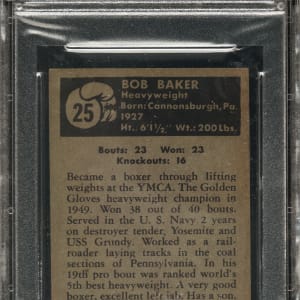 25
BOB BAKER
Heavyweight
Born: Cannonsburgh, Pa.
1927
Ht.. 6'1½" Wt.: 200 Lbs.
Bouts: 23 Won: 23
Knockouts: 16
Became a boxer through lifting
weights at the YMCA. The Golden
Gloves heavyweight champion in
1949. Won 38 out of 40 bouts.
Served in the U. S. Navy 2 years
on destroyer tender, Yosemite and
USS Grundy. Worked as a rail-
roader laying tracks in the coal
sections of Pennsylvania. In his
19th pro bout was ranked world's
5th best heavyweight. A very good
boxer, excellent left jab. Has a